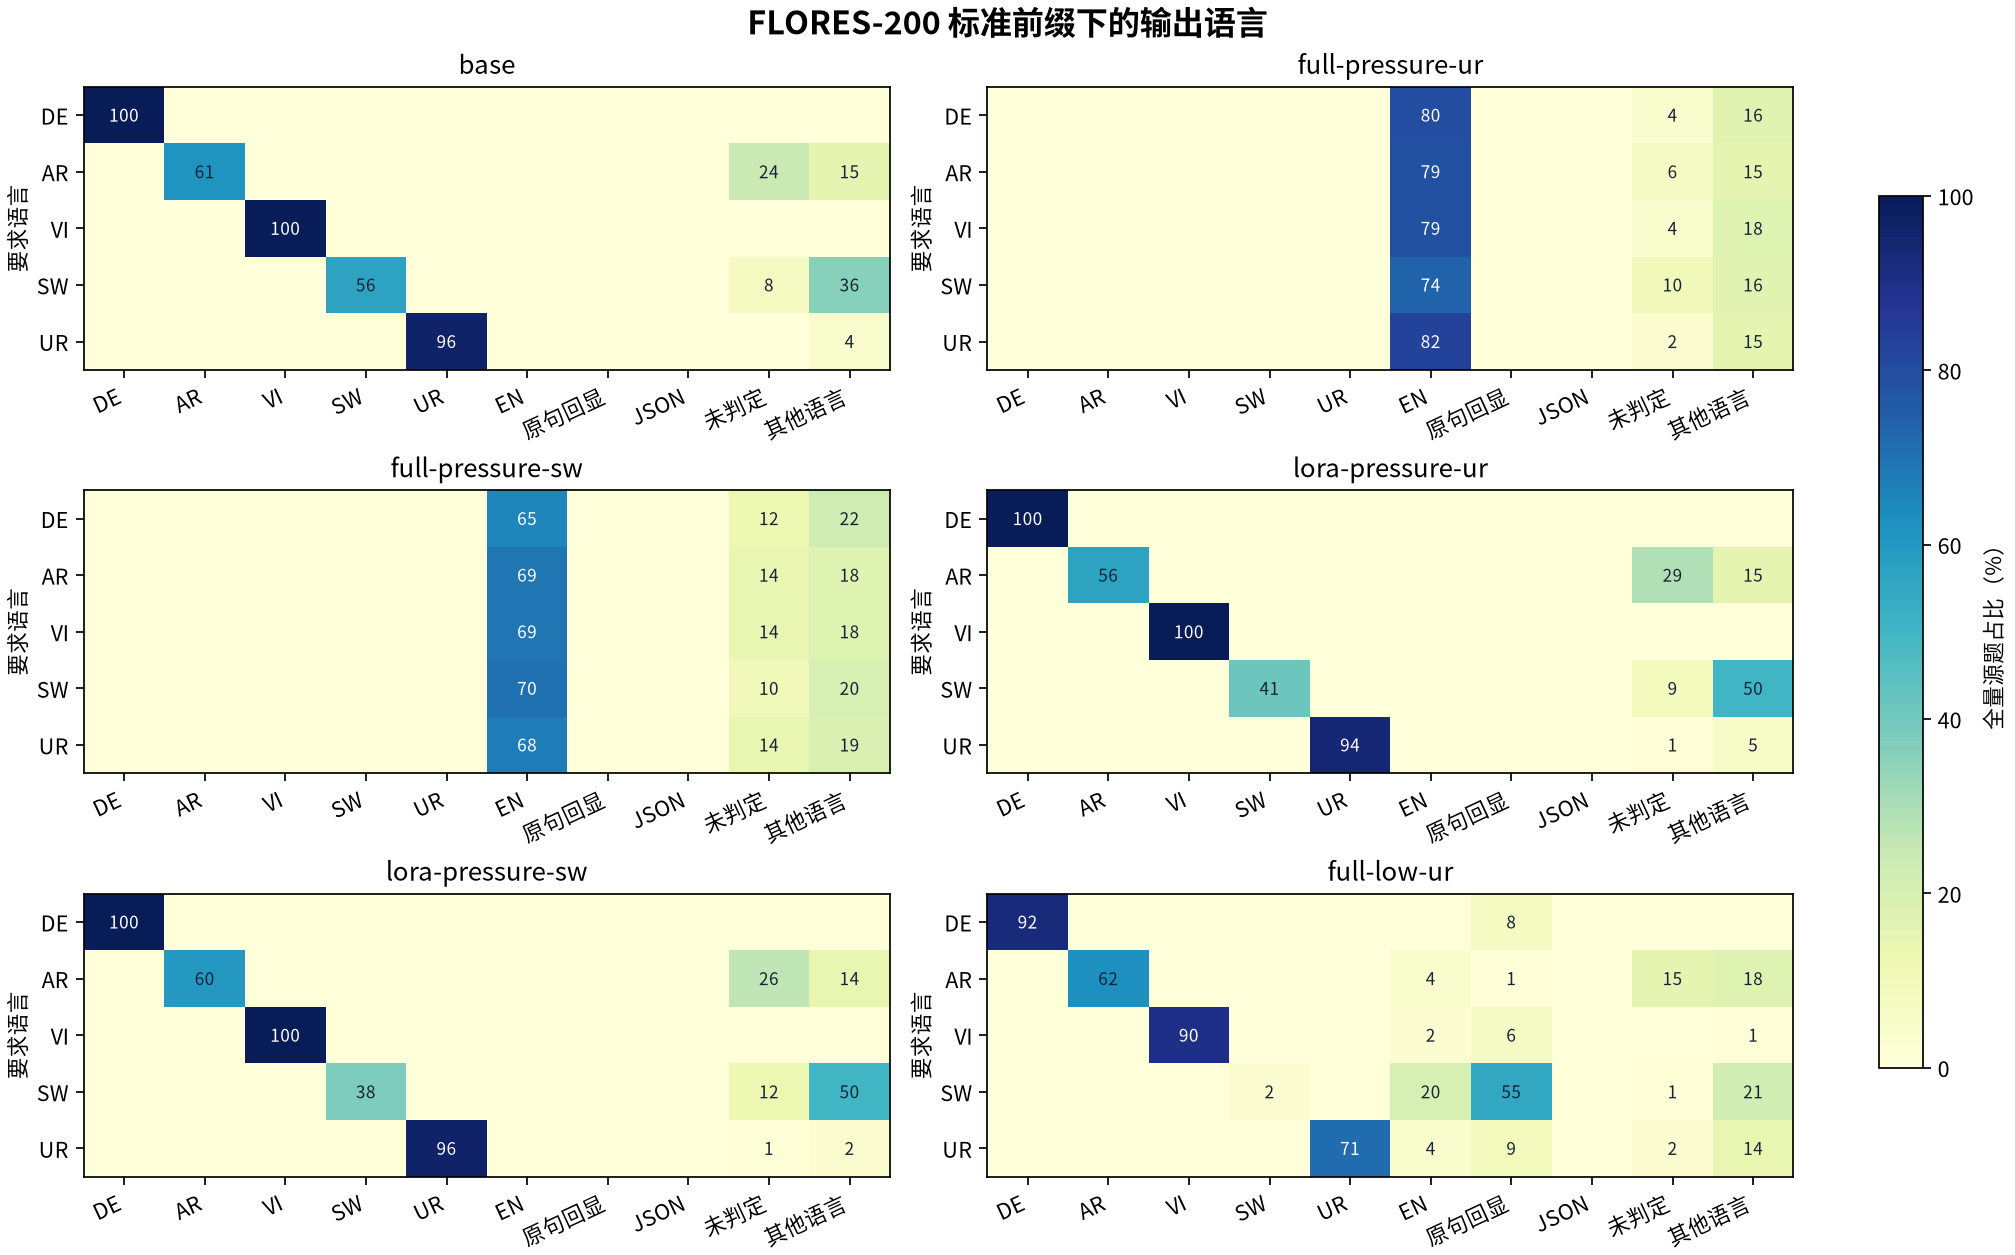 FLORES-200 标准前缀下的输出语言
base
要求语言
DE 100
AR 61 24 15
VI 100
SW 56 8 36
UR 96 4
DE AR VI SW UR EN 原句回显 JSON 未判定 其他语言
full-pressure-ur
要求语言
DE 80 4 16
AR 79 6 15
VI 79 4 18
SW 74 10 16
UR 82 2 15
DE AR VI SW UR EN 原句回显 JSON 未判定 其他语言
full-pressure-sw
要求语言
DE 65 12 22
AR 69 14 18
VI 69 14 18
SW 70 10 20
UR 68 14 19
DE AR VI SW UR EN 原句回显 JSON 未判定 其他语言
lora-pressure-ur
要求语言
DE 100
AR 56 29 15
VI 100
SW 41 9 50
UR 94 1 5
DE AR VI SW UR EN 原句回显 JSON 未判定 其他语言
lora-pressure-sw
要求语言
DE 100
AR 60 26 14
VI 100
SW 38 12 50
UR 96 1 2
DE AR VI SW UR EN 原句回显 JSON 未判定 其他语言
full-low-ur
要求语言
DE 92 8
AR 62 4 1 15 18
VI 90 2 6 1
SW 2 20 55 1 21
UR 71 4 9 2 14
DE AR VI SW UR EN 原句回显 JSON 未判定 其他语言
100
80
60
40
20
0
全量源题占比（%）